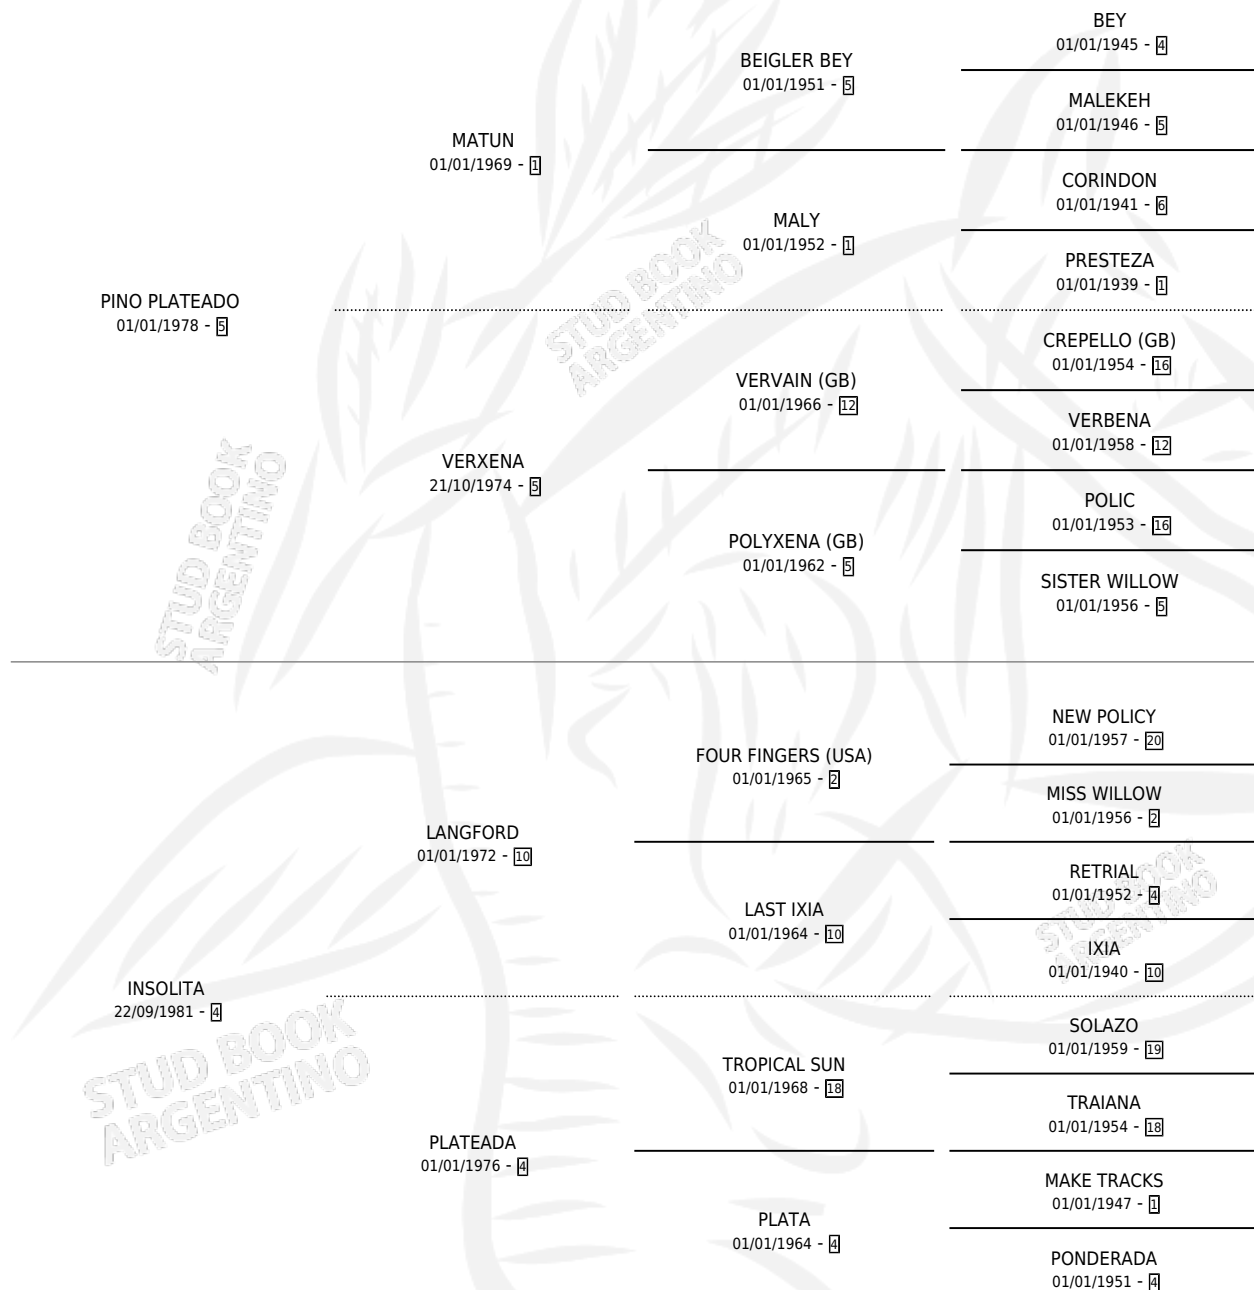 BEY
01/01/1945 - 4
BEIGLER BEY
01/01/1951 - 5
MALEKEH
01/01/1946 - 5
MATUN
01/01/1969 - 1
CORINDON
01/01/1941 - 6
MALY
01/01/1952 - 1
PRESTEZA
01/01/1939 - 1
PINO PLATEADO
01/01/1978 - 5
STUD BOOK
ARGENTINO
CREPELLO (GB)
01/01/1954 - 16
VERVAIN (GB)
01/01/1966 - 12
VERBENA
01/01/1958 - 12
VERXENA
21/10/1974 - 5
POLIC
01/01/1953 - 16
POLYXENA (GB)
01/01/1962 - 5
SISTER WILLOW
01/01/1956 - 5
STUD BOOK
ARGENTINO
NEW POLICY
01/01/1957 - 20
FOUR FINGERS (USA)
01/01/1965 - 2
MISS WILLOW
01/01/1956 - 2
LANGFORD
01/01/1972 - 10
RETRIAL
01/01/1952 - 4
LAST IXIA
01/01/1964 - 10
IXIA
01/01/1940 - 10
STUD BOOK
ARGENTINO
INSOLITA
22/09/1981 - 4
STUD BOOK
ARGENTINO
SOLAZO
01/01/1959 - 19
TROPICAL SUN
01/01/1968 - 18
TRAIANA
01/01/1954 - 18
PLATEADA
01/01/1976 - 4
MAKE TRACKS
01/01/1947 - 1
PLATA
01/01/1964 - 4
PONDERADA
01/01/1951 - 4